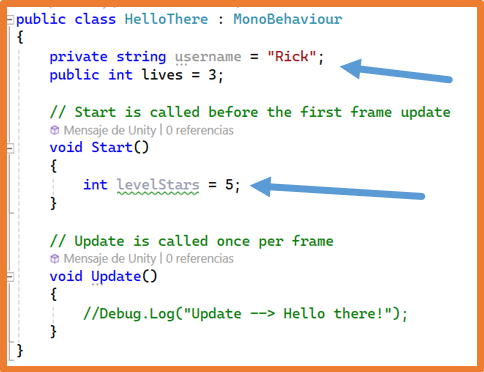 public class HelloThere : MonoBehaviour
{
    private string username = "Rick";
    public int lives = 3;

    // Start is called before the first frame update
    Mensaje de Unity | 0 referencias
    void Start()
    {
        int levelStars = 5;
    }

    // Update is called once per frame
    Mensaje de Unity | 0 referencias
    void Update()
    {
        //Debug.Log("Update --> Hello there!");
    }
}